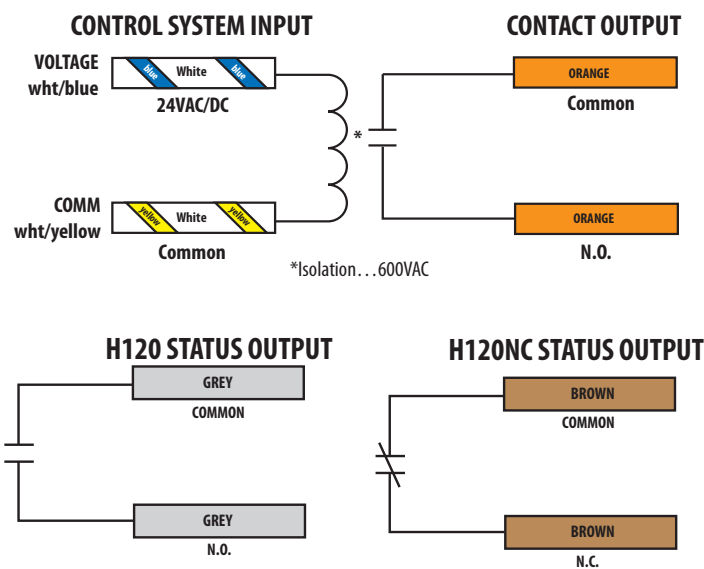 CONTROL SYSTEM INPUT
CONTACT OUTPUT
VOLTAGE
wht/blue
blue White blue
24VAC/DC
ORANGE
Common
*
COMM
wht/yellow
yellow White yellow
Common
ORANGE
N.O.
*Isolation...600VAC
H120 STATUS OUTPUT
H120NC STATUS OUTPUT
GREY
COMMON
BROWN
COMMON
GREY
N.O.
BROWN
N.C.